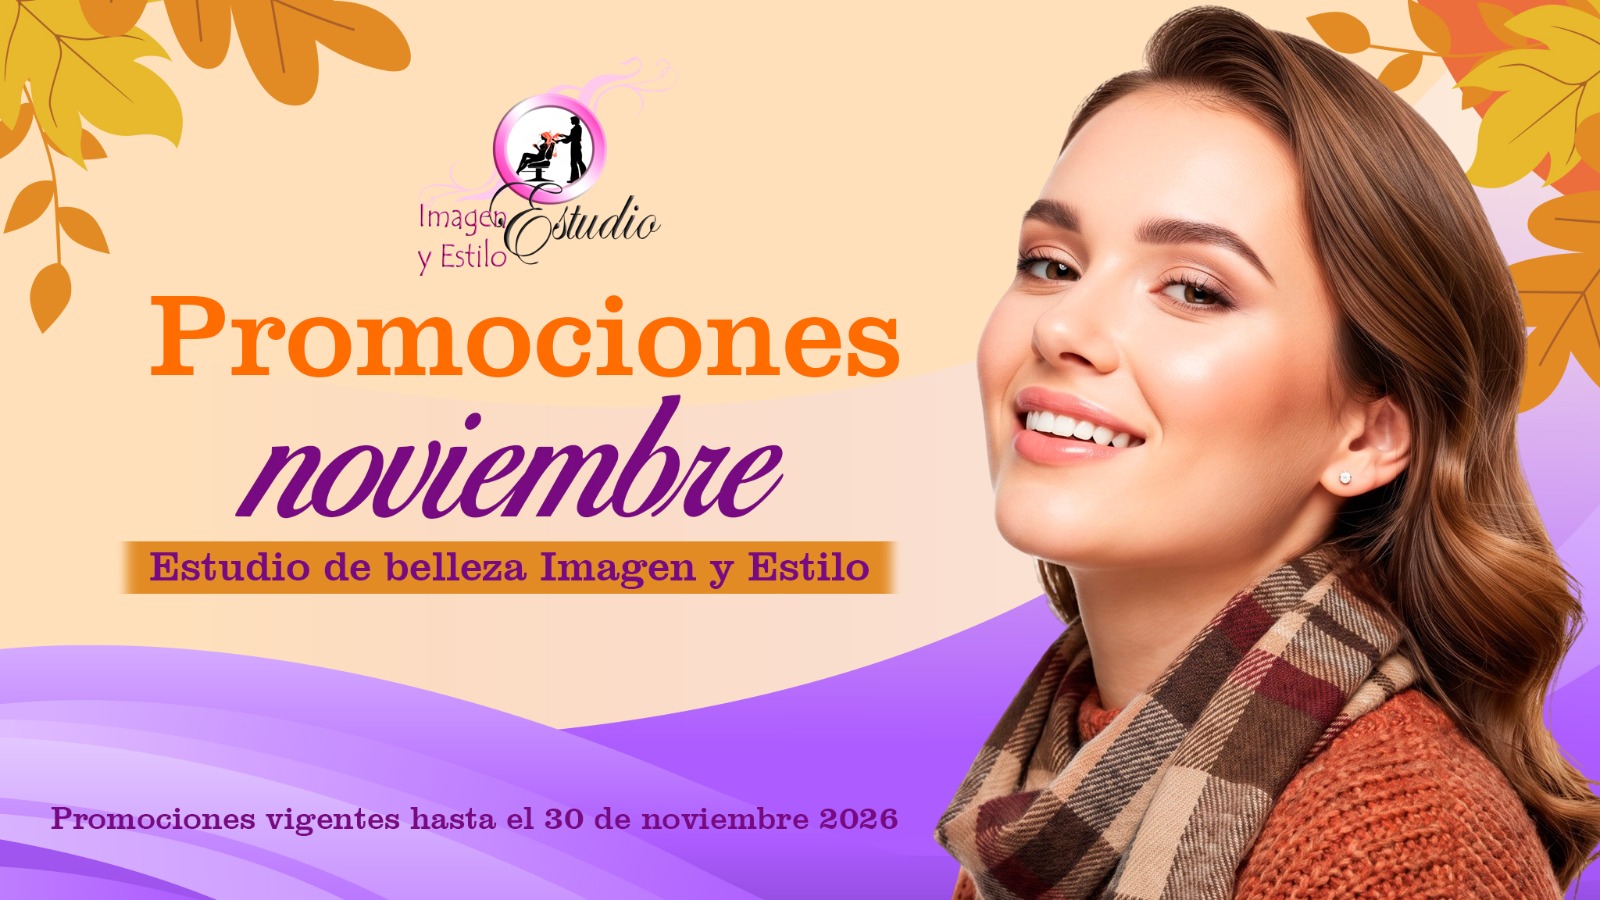 Imagen
y Estilo
Estudio
Promociones
noviembre
Estudio de belleza Imagen y Estilo
Promociones vigentes hasta el 30 de noviembre 2026